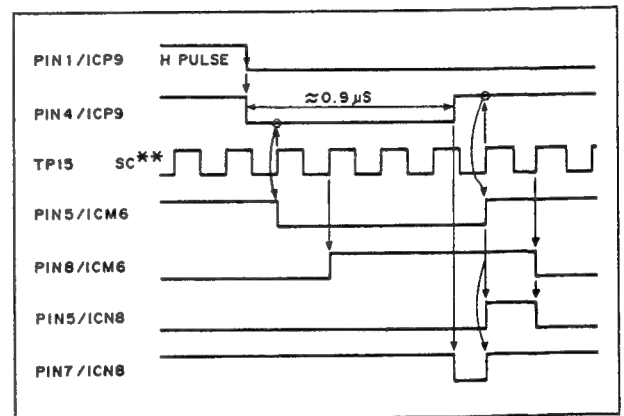 PIN1/ICP9 H PULSE
≈0.9μS
PIN4/ICP9
TP15 SC**
PIN5/ICM6
PIN8/ICM6
PIN5/ICN8
PIN7/ICN8